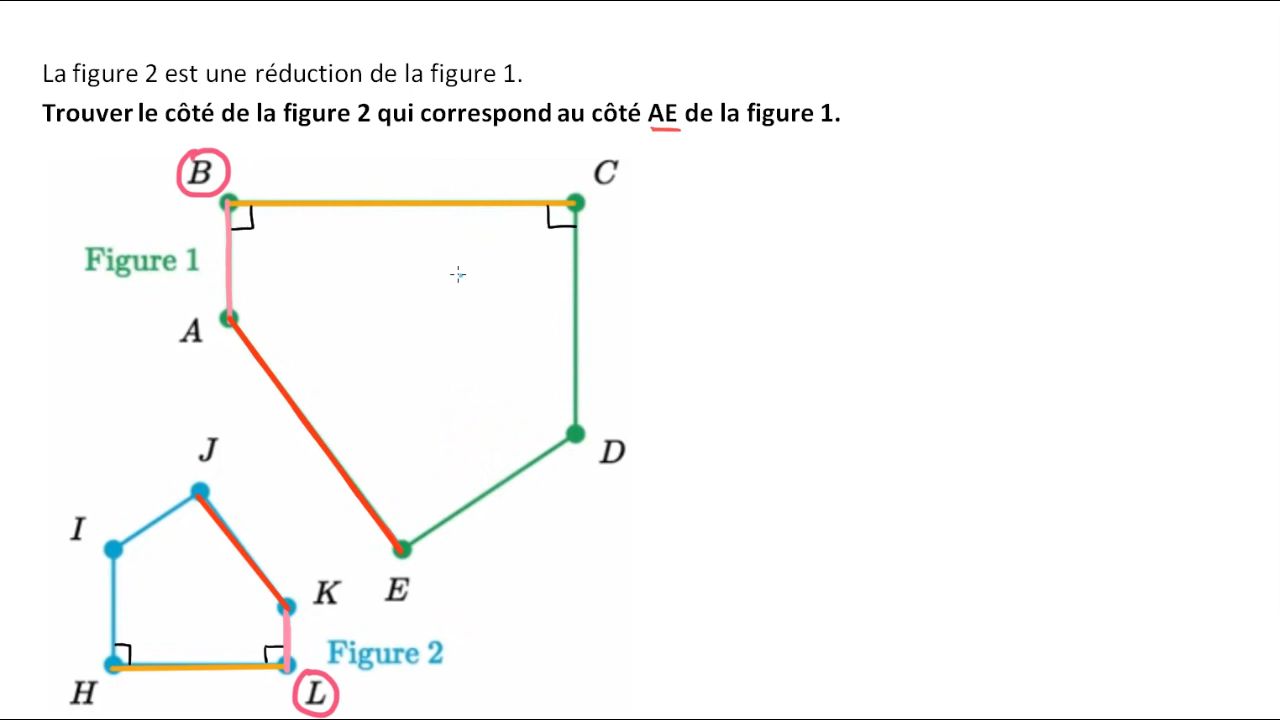 La figure 2 est une réduction de la figure 1.
Trouver le côté de la figure 2 qui correspond au côté AE de la figure 1.
B
C
Figure 1
A
J
D
I
K
E
Figure 2
H
L